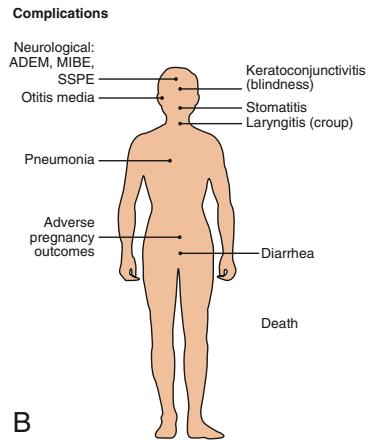 Complications
Neurological:
ADEM, MIBE,
SSPE
Otitis media
Keratoconjunctivitis
(blindness)
Stomatitis
Laryngitis (croup)
Pneumonia
Adverse
pregnancy
outcomes
Diarrhea
Death
B